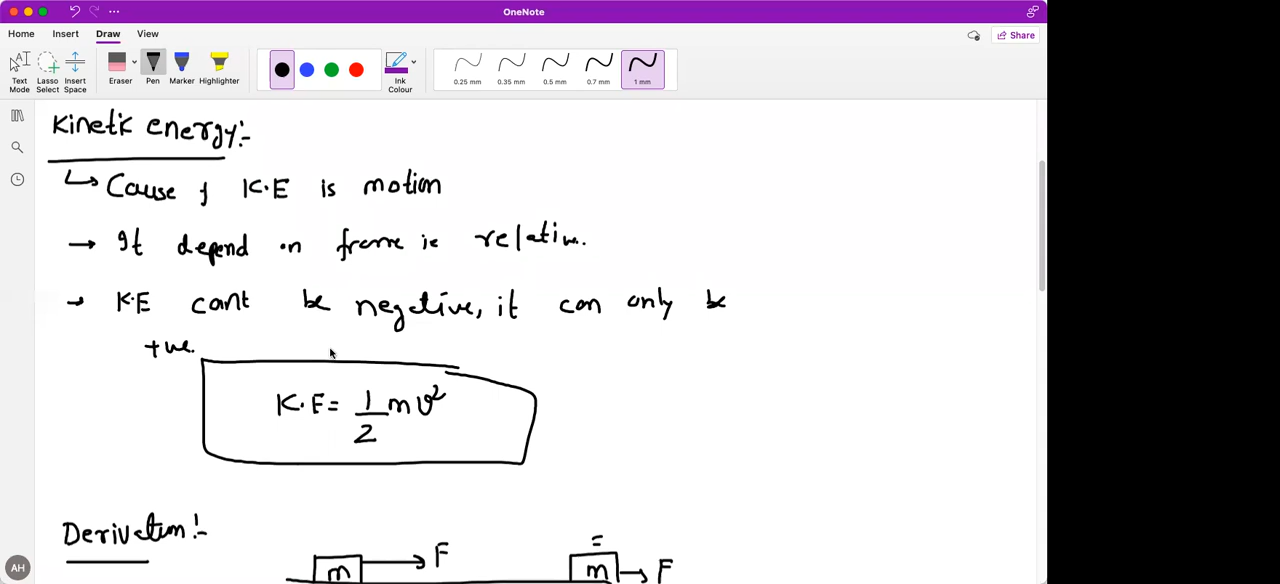 OneNote
Home Insert Draw View
Share
Text Mode
Lasso Select
Insert Space
Eraser
Pen
Marker
Highlighter
Ink Colour
0.25 mm
0.35 mm
0.5 mm
0.7 mm
1 mm
Kinetic energy:-
↳ Cause of K.E is motion
→ It depend on frame ie relative.
→ K.E cant be negative, it can only be
+ve.
K.E = 1/2 mv²
Derivation:-
m → F = m → F
AH